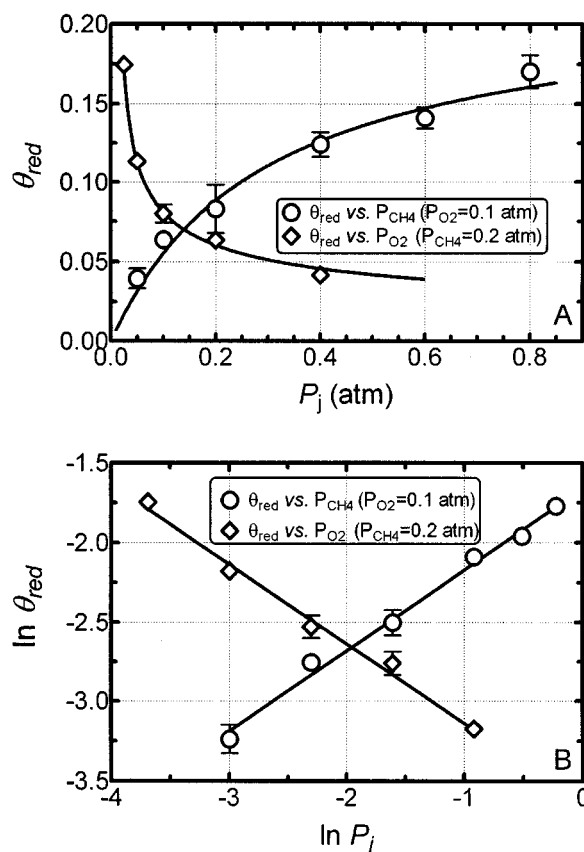 0.20
0.15
0.10
0.05
0.00
θred
θred vs. PCH4 (PO2=0.1 atm)
θred vs. PO2 (PCH4=0.2 atm)
A
0.0 0.2 0.4 0.6 0.8
Pj (atm)
-1.5
-2.0
-2.5
-3.0
-3.5
ln θred
θred vs. PCH4 (PO2=0.1 atm)
θred vs. PO2 (PCH4=0.2 atm)
B
-4 -3 -2 -1 0
ln Pj